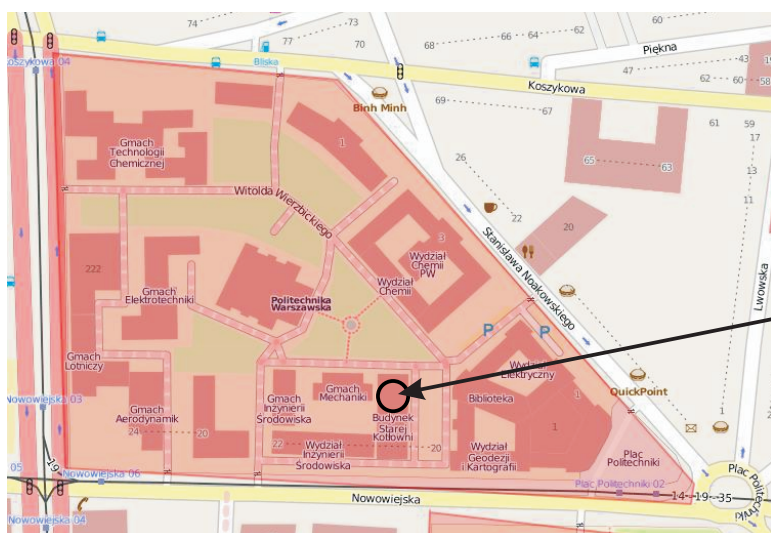 74
73
60
77
70
68
66
64
62
Piękna
Koszykowa 04
Bliska
47
43
62
60
58
Koszykowa
Binh Minh
69
67
61
59
17
Gmach
Technologii
Chemicznej
1
65
63
26
13
11
Witolda Wierzbickiego
22
20
3
Stanisława Noakowskiego
Wydział
Chemii
PW
Wydział
Chemii
222
Gmach
Elektrotechniki
Politechnika
Warszawska
Lwowska
P
P
Gmach
Lotniczy
Wydział
Elektryczny
QuickPoint
Gmach
Inżynierii
Środowiska
Gmach
Mechaniki
Biblioteka
1
1
1
Nowowiejska 03
Gmach
Aerodynamik
24
20
Budynek
Starej
Kotłowni
22
20
Wydział
Inżynierii
Środowiska
Wydział
Geodezji
i Kartografii
Plac
Politechniki
05
19
Nowowiejska 06
Plac Politechniki 02
14
19
35
Plac Politechniki
Nowowiejska
Nowowiejska 04